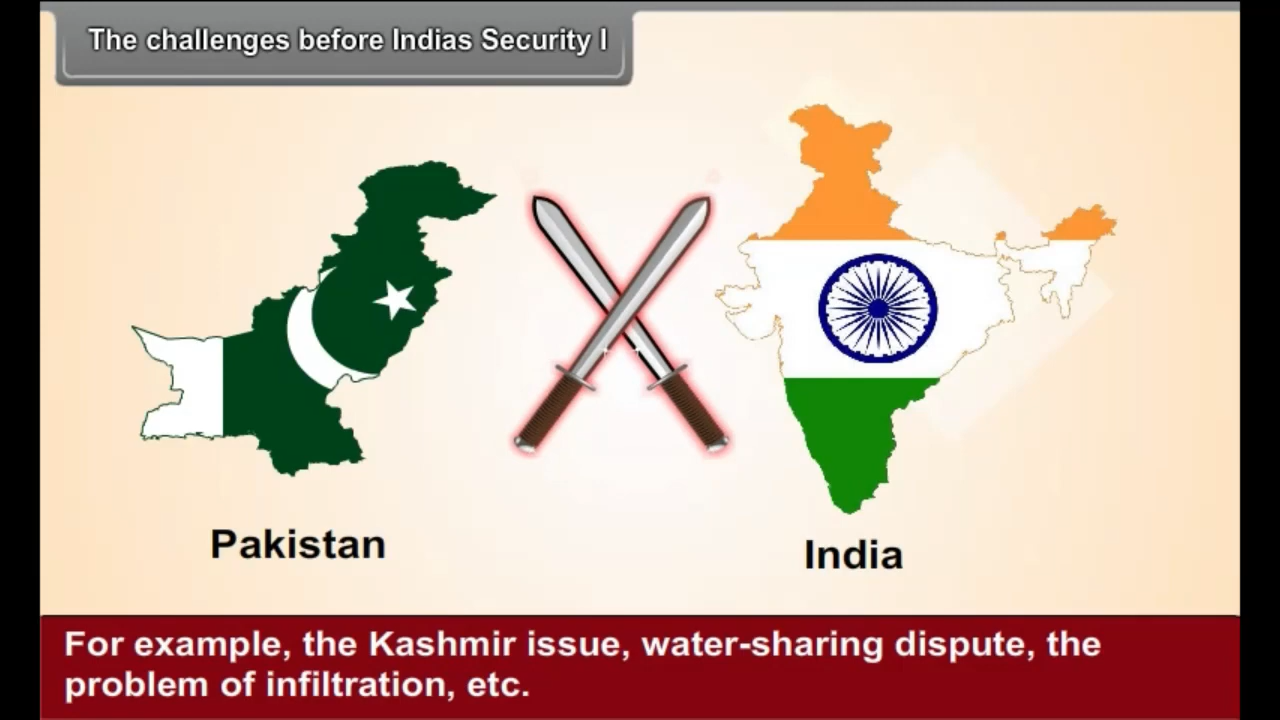 The challenges before Indias Security I
Pakistan
India
For example, the Kashmir issue, water-sharing dispute, the
problem of infiltration, etc.